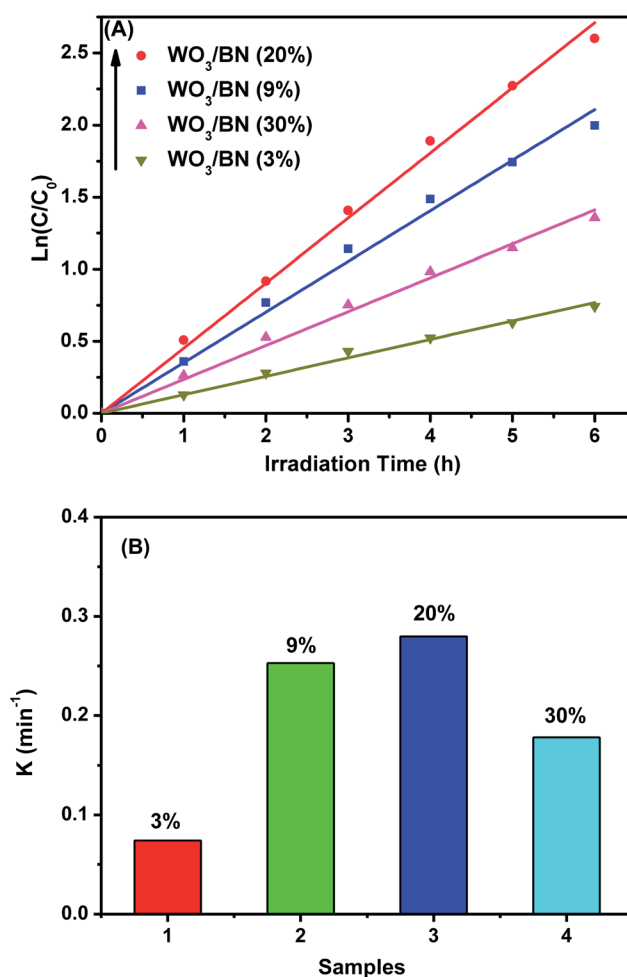 (A)
WO₃/BN (20%)
WO₃/BN (9%)
WO₃/BN (30%)
WO₃/BN (3%)
Ln(C/C₀)
2.5
2.0
1.5
1.0
0.5
0.0
0 1 2 3 4 5 6
Irradiation Time (h)
(B)
K (min⁻¹)
0.4
0.3
0.2
0.1
0.0
3%
9%
20%
30%
1 2 3 4
Samples